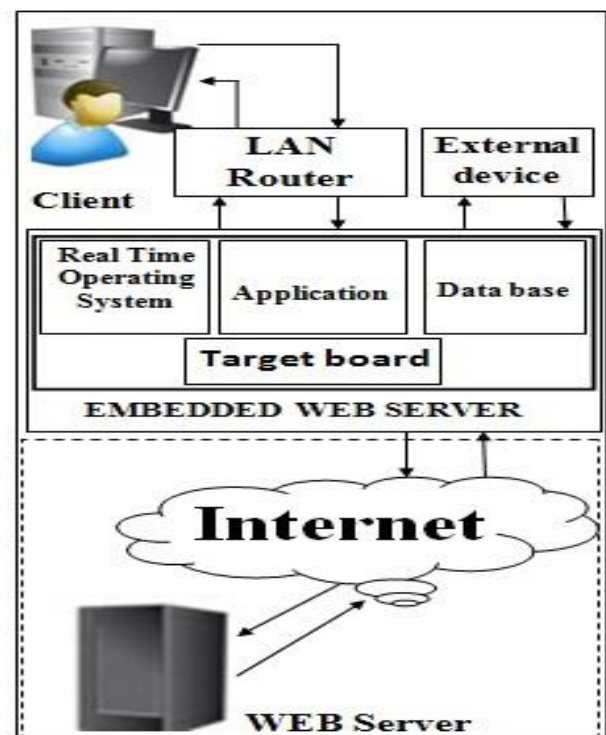 LAN
Router
External
device
Client
Real Time
Operating
System
Application
Data base
Target board
EMBEDDED WEB SERVER
Internet
WEB Server